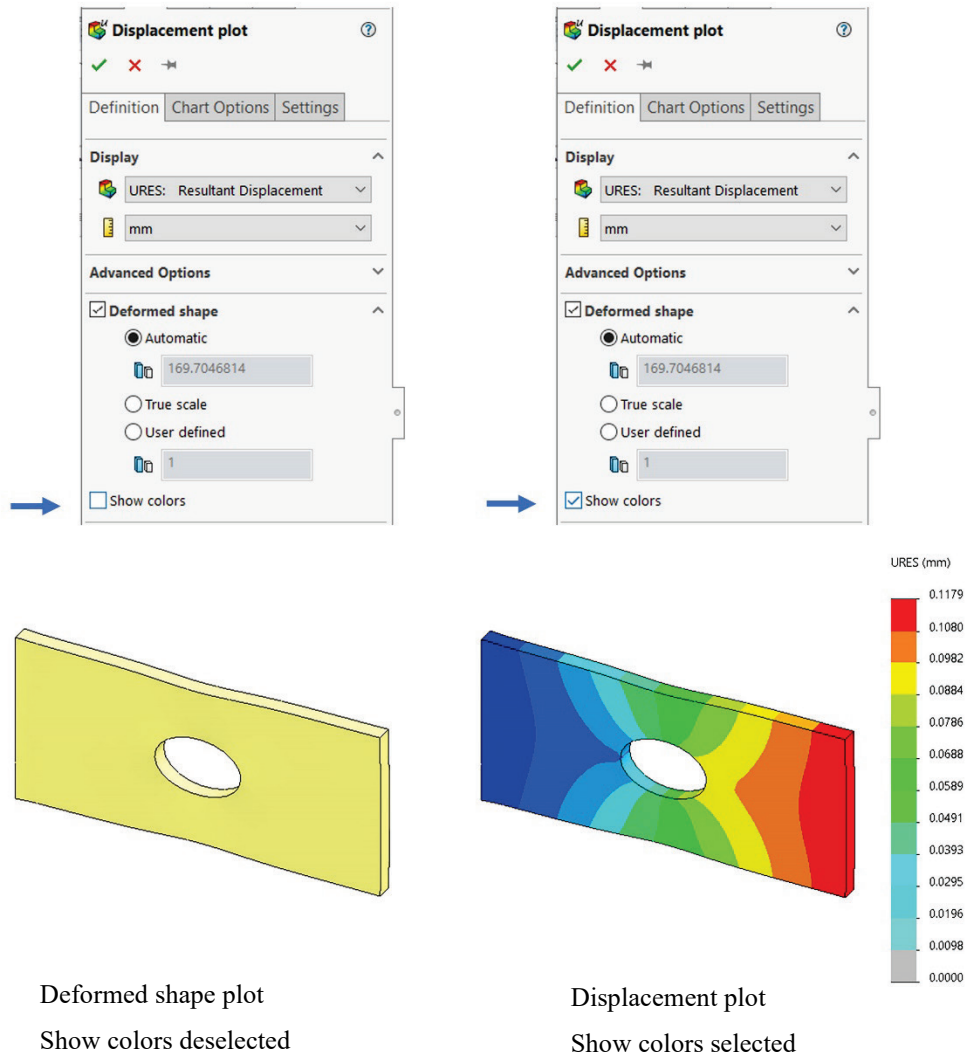 Displacement plot
Definition Chart Options Settings
Display
URES: Resultant Displacement
mm
Advanced Options
Deformed shape
Automatic
169.7046814
True scale
User defined
1
Show colors
Displacement plot
Definition Chart Options Settings
Display
URES: Resultant Displacement
mm
Advanced Options
Deformed shape
Automatic
169.7046814
True scale
User defined
1
Show colors
URES (mm)
0.1179
0.1080
0.0982
0.0884
0.0786
0.0688
0.0589
0.0491
0.0393
0.0295
0.0196
0.0098
0.0000
Deformed shape plot
Show colors deselected
Displacement plot
Show colors selected